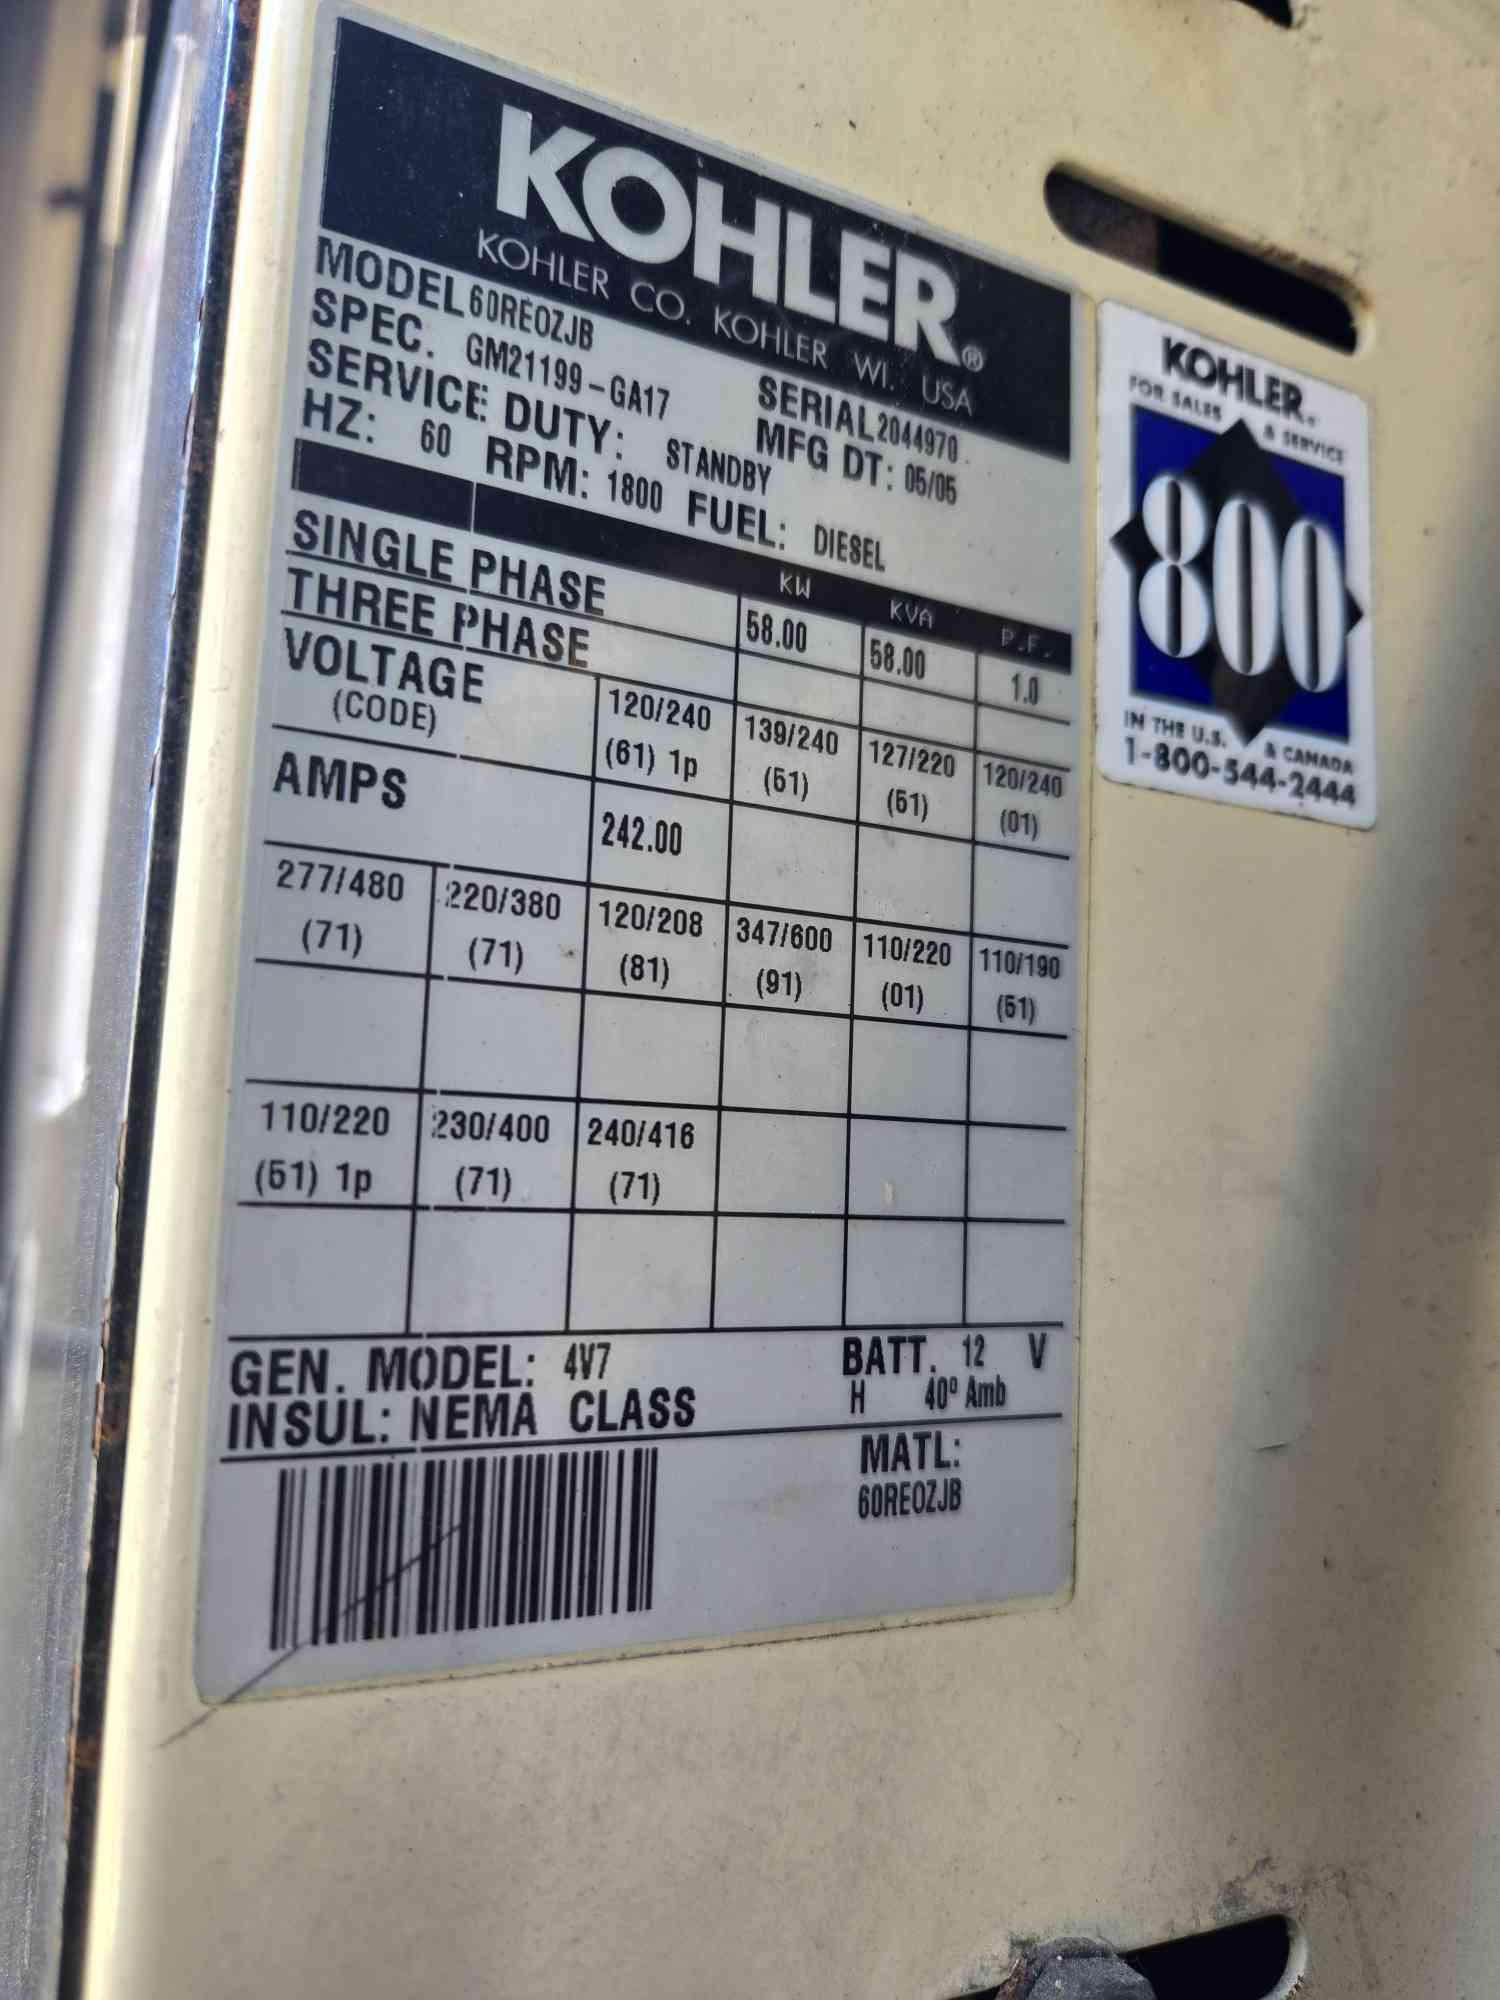 KOHLER®
KOHLER CO. KOHLER WI. USA
MODEL 60REOZJB
SPEC. GM21199-GA17 SERIAL 2044970
SERVICE DUTY: STANDBY MFG DT: 05/05
HZ: 60 RPM: 1800 FUEL: DIESEL
KW KVA P.F.
SINGLE PHASE 58.00 58.00 1.0
THREE PHASE
VOLTAGE 120/240 139/240 127/220 120/240
(CODE) (61) 1p (51) (61) (01)
AMPS 242.00
277/480 220/380 120/208 347/600 110/220 110/190
(71) (71) (81) (91) (01) (61)
110/220 230/400 240/416
(51) 1p (71) (71)
GEN. MODEL: 4V7 BATT. 12 V
INSUL: NEMA CLASS H 40º Amb
MATL:
60REOZJB
KOHLER®
FOR SALES & SERVICE
800
IN THE U.S. & CANADA
1-800-544-2444